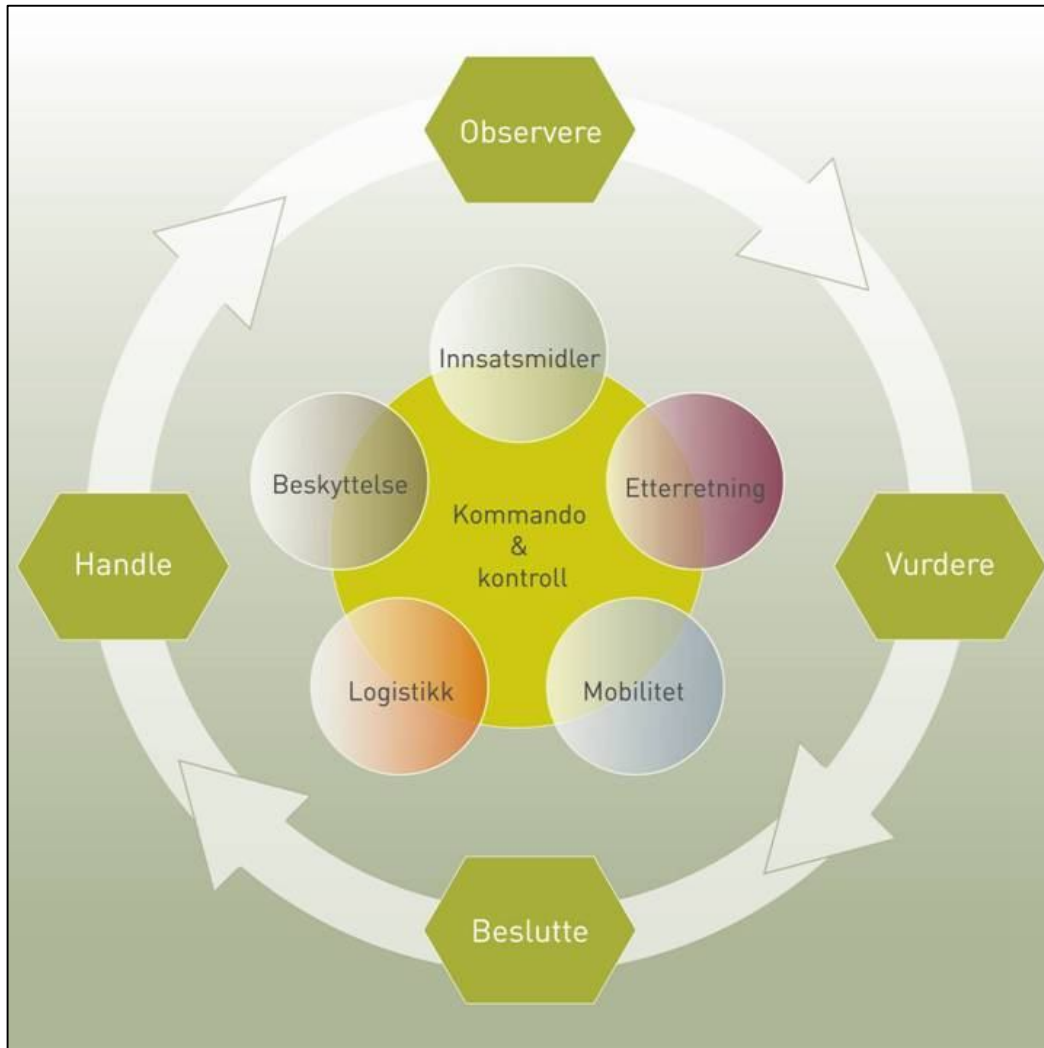 Observere
Innsatsmidler
Beskyttelse
Etterretning
Kommando
&
kontroll
Handle
Vurdere
Logistikk
Mobilitet
Beslutte